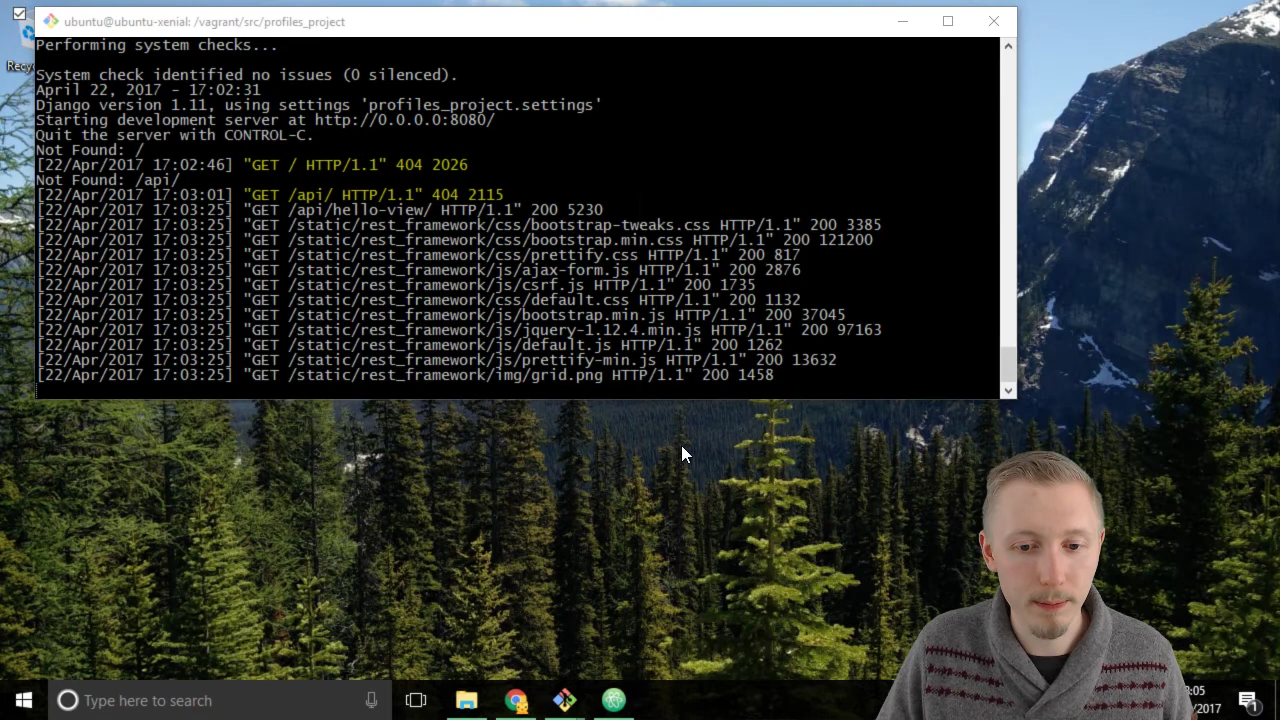 ubuntu@ubuntu-xenial: /vagrant/src/profiles_project
Performing system checks...
System check identified no issues (0 silenced).
April 22, 2017 - 17:02:31
Django version 1.11, using settings 'profiles_project.settings'
Starting development server at http://0.0.0.0:8080/
Quit the server with CONTROL-C.
Not Found: /
[22/Apr/2017 17:02:46] "GET / HTTP/1.1" 404 2026
Not Found: /api/
[22/Apr/2017 17:03:01] "GET /api/ HTTP/1.1" 404 2115
[22/Apr/2017 17:03:25] "GET /api/hello-view/ HTTP/1.1" 200 5230
[22/Apr/2017 17:03:25] "GET /static/rest_framework/css/bootstrap-tweaks.css HTTP/1.1" 200 3385
[22/Apr/2017 17:03:25] "GET /static/rest_framework/css/bootstrap.min.css HTTP/1.1" 200 121200
[22/Apr/2017 17:03:25] "GET /static/rest_framework/css/prettify.css HTTP/1.1" 200 817
[22/Apr/2017 17:03:25] "GET /static/rest_framework/js/ajax-form.js HTTP/1.1" 200 2876
[22/Apr/2017 17:03:25] "GET /static/rest_framework/js/csrf.js HTTP/1.1" 200 1735
[22/Apr/2017 17:03:25] "GET /static/rest_framework/css/default.css HTTP/1.1" 200 1132
[22/Apr/2017 17:03:25] "GET /static/rest_framework/js/bootstrap.min.js HTTP/1.1" 200 37045
[22/Apr/2017 17:03:25] "GET /static/rest_framework/js/jquery-1.12.4.min.js HTTP/1.1" 200 97163
[22/Apr/2017 17:03:25] "GET /static/rest_framework/js/default.js HTTP/1.1" 200 1262
[22/Apr/2017 17:03:25] "GET /static/rest_framework/js/prettify-min.js HTTP/1.1" 200 13632
[22/Apr/2017 17:03:25] "GET /static/rest_framework/img/grid.png HTTP/1.1" 200 1458
Recy
Type here to search
:05
/2017
1